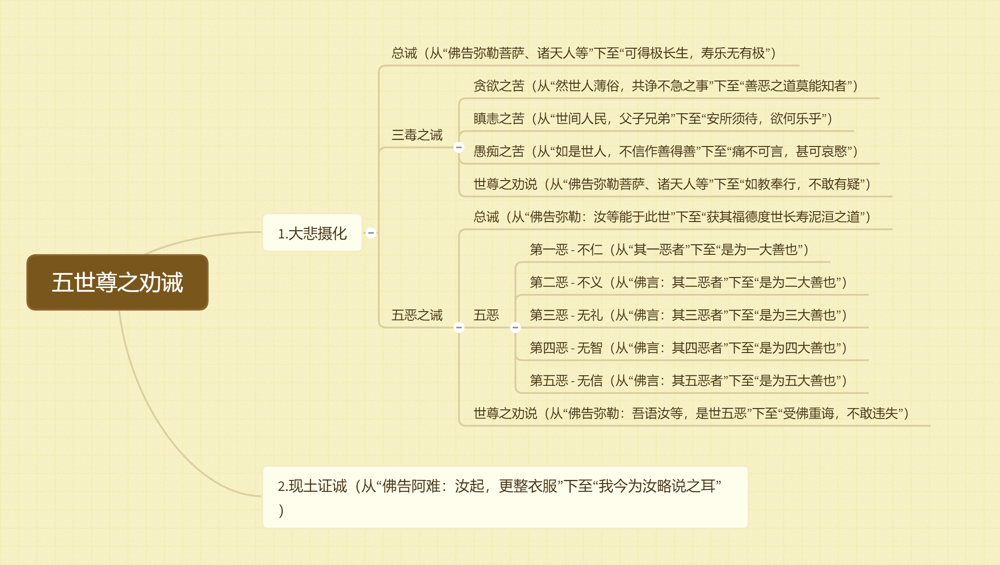 总诫（从“佛告弥勒菩萨、诸天人等”下至“可得极长生，寿乐无有极”）
贪欲之苦（从“然世人薄俗，共诤不急之事”下至“善恶之道莫能知者”）
瞋恚之苦（从“世间人民，父子兄弟”下至“安所须待，欲何乐乎”）
三毒之诫
愚痴之苦（从“如是世人，不信作善得善”下至“痛不可言，甚可哀愍”）
世尊之劝说（从“佛告弥勒菩萨、诸天人等”下至“如教奉行，不敢有疑”）
总诫（从“佛告弥勒：汝等能于此世”下至“获其福德度世长寿泥洹之道”）
1.大悲摄化
第一恶 - 不仁（从“其一恶者”下至“是为一大善也”）
五世尊之劝诫
第二恶 - 不义（从“佛言：其二恶者”下至“是为二大善也”）
五恶之诫
五恶
第三恶 - 无礼（从“佛言：其三恶者”下至“是为三大善也”）
第四恶 - 无智（从“佛言：其四恶者”下至“是为四大善也”）
第五恶 - 无信（从“佛言：其五恶者”下至“是为五大善也”）
世尊之劝说（从“佛告弥勒：吾语汝等，是世五恶”下至“受佛重诲，不敢违失”）
2.现土证诚（从“佛告阿难：汝起，更整衣服”下至“我今为汝略说之耳”
）